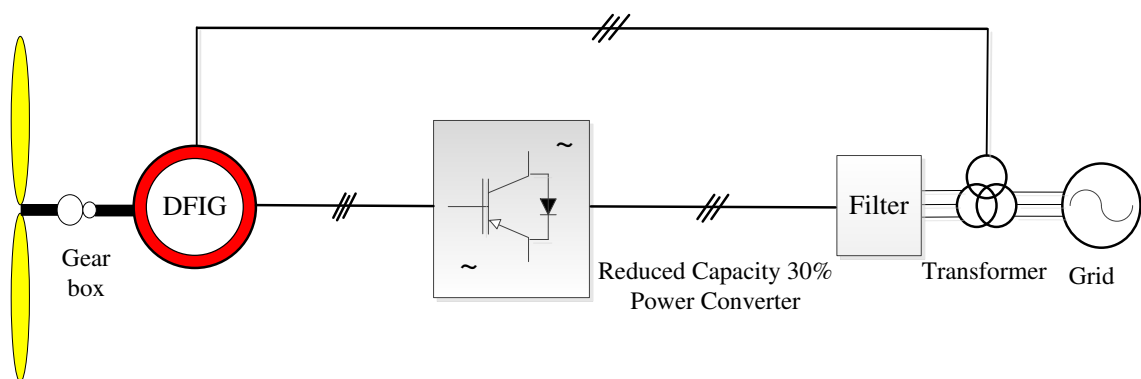 DFIG
~
~
Filter
Gear
box
Reduced Capacity 30%
Power Converter
Transformer
Grid